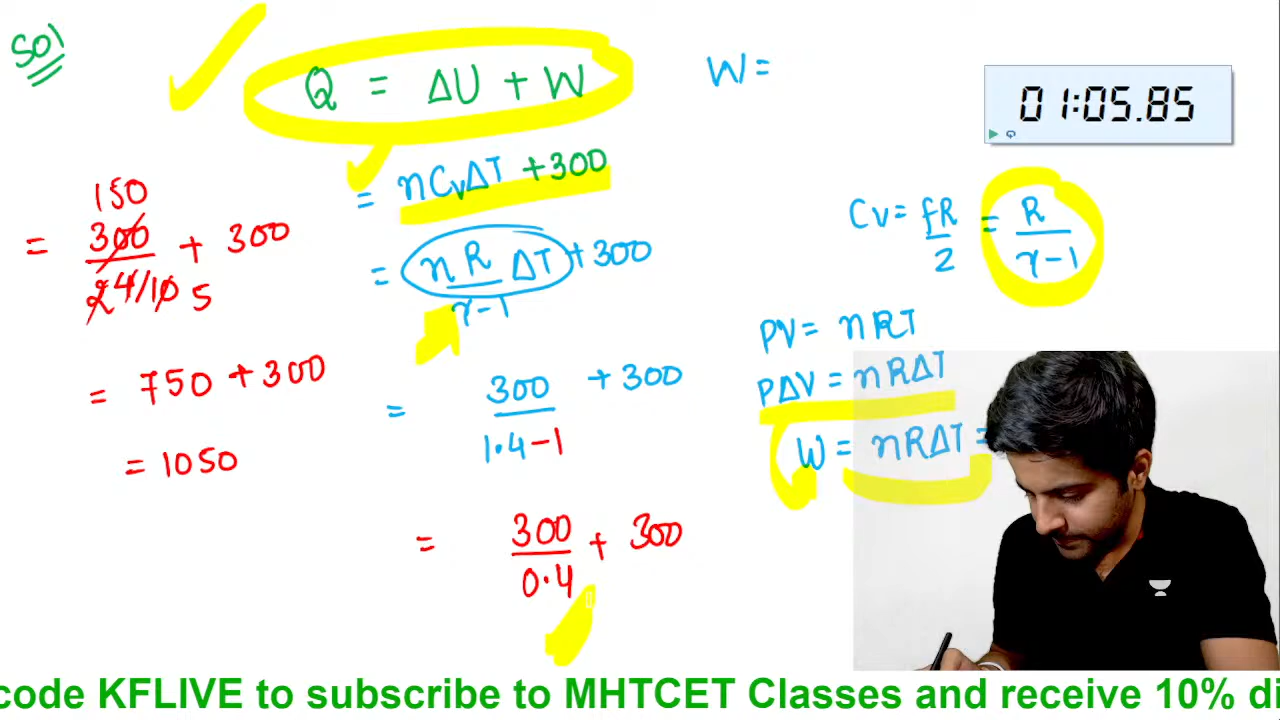 Sol
Q = ΔU + W
W =
01:05.85
= nCvΔT + 300
Cv = fR/2 = R/γ-1
= nR/γ-1 ΔT + 300
PV = nRT
PΔV = nRΔT
W = nRΔT =
= 300/1.4-1 + 300
= 300/0.4 + 300
150
= 300/2 4/10 5 + 300
= 750 + 300
= 1050
code KFLIVE to subscribe to MHTCET Classes and receive 10% di